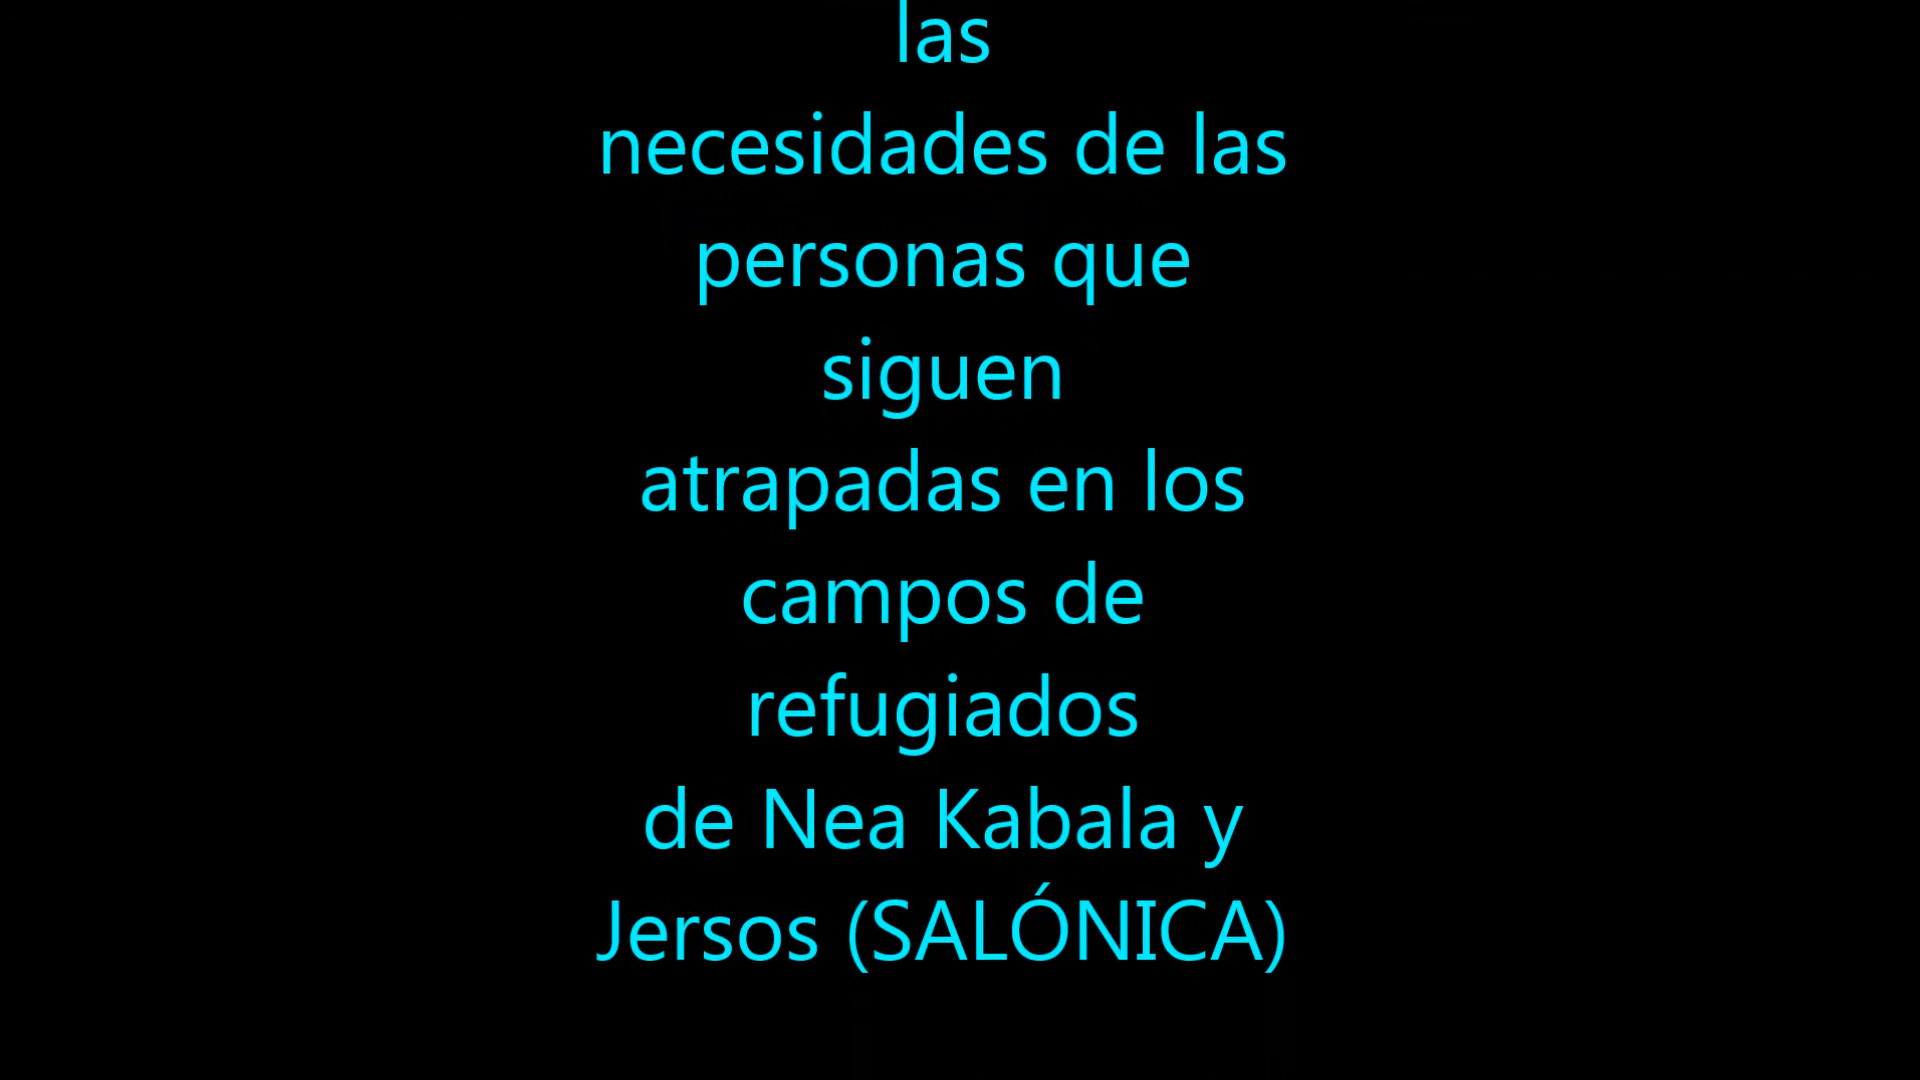 las
necesidades de las
personas que
siguen
atrapadas en los
campos de
refugiados
de Nea Kabala y
Jersos (SALÓNICA)